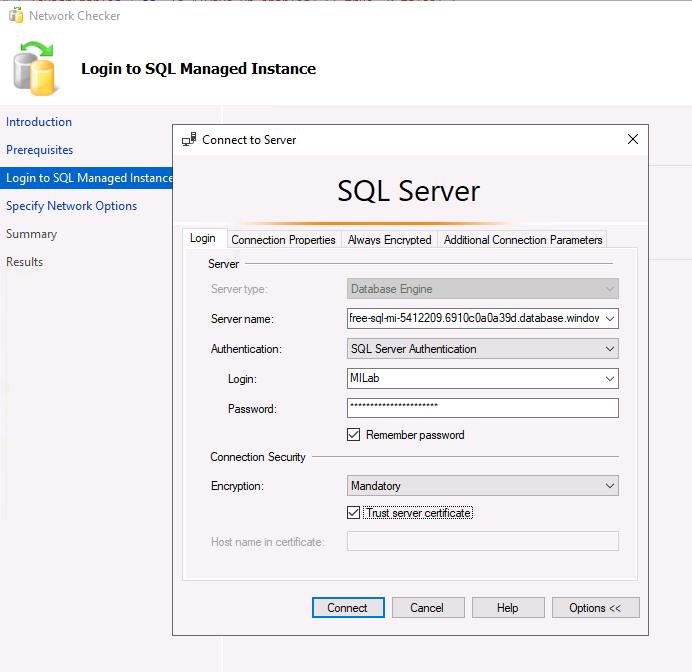 Network Checker
Login to SQL Managed Instance
Introduction
Prerequisites
Login to SQL Managed Instance
Specify Network Options
Summary
Results
Connect to Server
SQL Server
Login
Connection Properties
Always Encrypted
Additional Connection Parameters
Server
Server type:
Database Engine
Server name:
free-sql-mi-5412209.6910c0a0a39d.database.window
Authentication:
SQL Server Authentication
Login:
MILab
Password:
**********************
Remember password
Connection Security
Encryption:
Mandatory
Trust server certificate
Host name in certificate:
Connect
Cancel
Help
Options <<